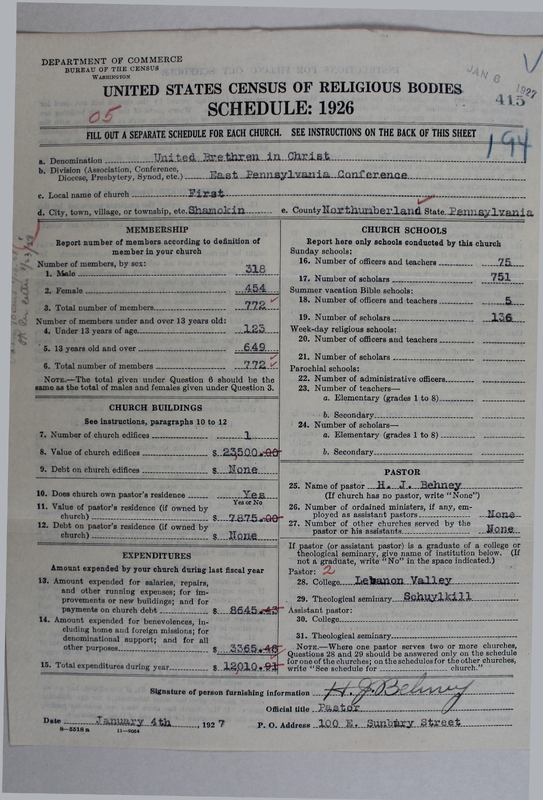 DEPARTMENT OF COMMERCE
BUREAU OF THE CENSUS
WASHINGTON
JAN 6 1927
415
UNITED STATES CENSUS OF RELIGIOUS BODIES
SCHEDULE: 1926
05
194
FILL OUT A SEPARATE SCHEDULE FOR EACH CHURCH. SEE INSTRUCTIONS ON THE BACK OF THIS SHEET
a. Denomination United Brethren in Christ
b. Division (Association, Conference, Diocese, Presbytery, Synod, etc.) East Pennsylvania Conference
c. Local name of church First
d. City, town, village, or township, etc. Shamokin e. County Northumberland State Pennsylvania
MEMBERSHIP
Report number of members according to definition of
member in your church
Number of members, by sex:
1. Male 318
2. Female 454
3. Total number of members 772
Number of members under and over 13 years old:
4. Under 13 years of age 123
5. 13 years old and over 649
6. Total number of members 772
NOTE.—The total given under Question 6 should be
same as the total of males and females given under Question 3.
CHURCH BUILDINGS
See instructions, paragraphs 10 to 12
7. Number of church edifices 1
8. Value of church edifices $ 23500.00
9. Debt on church edifices $ None
10. Does church own pastor's residence Yes
Yes or No
11. Value of pastor's residence (if owned by
church) $ 7875.00
12. Debt on pastor's residence (if owned by
church) $ None
EXPENDITURES
Amount expended by your church during last fiscal year
13. Amount expended for salaries, repairs,
and other running expenses; for im-
provements or new buildings; and for
payments on church debt $ 8645.43
14. Amount expended for benevolences, in-
cluding home and foreign missions; for
denominational support; and for all
other purposes $ 3365.48
15. Total expenditures during year $ 12010.91
CHURCH SCHOOLS
Report here only schools conducted by this church
Sunday schools:
16. Number of officers and teachers 75
17. Number of scholars 751
Summer vacation Bible schools:
18. Number of officers and teachers 5
19. Number of scholars 136
Week-day religious schools:
20. Number of officers and teachers
21. Number of scholars
Parochial schools:
22. Number of administrative officers
23. Number of teachers—
a. Elementary (grades 1 to 8)
b. Secondary
24. Number of scholars—
a. Elementary (grades 1 to 8)
b. Secondary
PASTOR
25. Name of pastor H. J. Behney
(If church has no pastor, write "None")
26. Number of ordained ministers, if any, em-
ployed as assistant pastors None
27. Number of other churches served by the
pastor or his assistants None
If pastor (or assistant pastor) is a graduate of a college or
theological seminary, give name of institution below. (If
not a graduate, write "No" in the space indicated.)
Pastor: 2
28. College Lebanon Valley
29. Theological seminary Schuylkill
Assistant pastor:
30. College
31. Theological seminary
NOTE.—Where one pastor serves two or more churches,
Questions 28 and 29 should be answered only on the schedule
for one of the churches; on the schedules for the other churches,
write "See schedule for church."
Signature of person furnishing information H. J. Behney
Official title Pastor
Date January 4th, 1927 P. O. Address 100 E. Sunbury Street
8—5518 a 11—9054